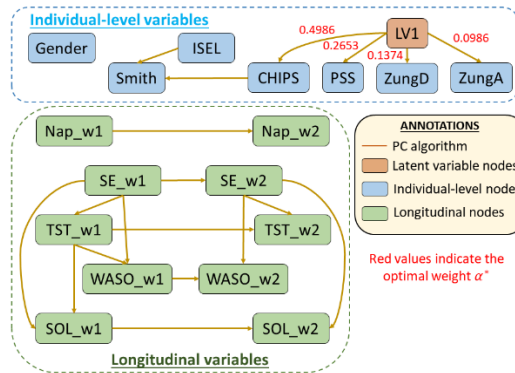 Individual-level variables
Gender
ISEL
LV1
0.4986
0.2653
0.1374
0.0986
Smith
CHIPS
PSS
ZungD
ZungA
Nap_w1
Nap_w2
SE_w1
SE_w2
TST_w1
TST_w2
WASO_w1
WASO_w2
SOL_w1
SOL_w2
Longitudinal variables
ANNOTATIONS
PC algorithm
Latent variable nodes
Individual-level node
Longitudinal nodes
Red values indicate the
optimal weight α*